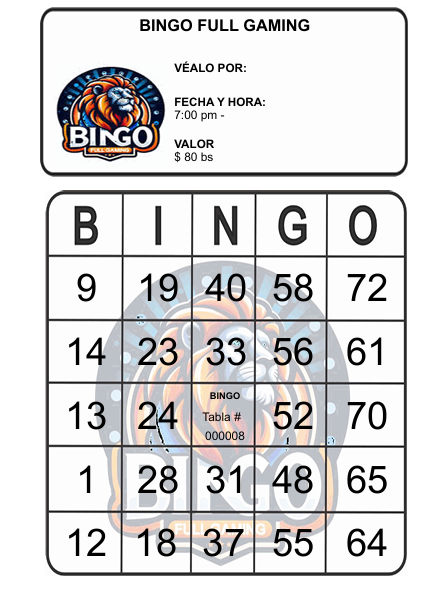 BINGO FULL GAMING
VÉALO POR:
FECHA Y HORA:
7:00 pm -
VALOR
$ 80 bs
BINGO
FULL GAMING
B I N G O
9 19 40 58 72
14 23 33 56 61
13 24 BINGO 52 70
Tabla #
000008
1 28 31 48 65
12 18 37 55 64
BINGO
FULL GAMING